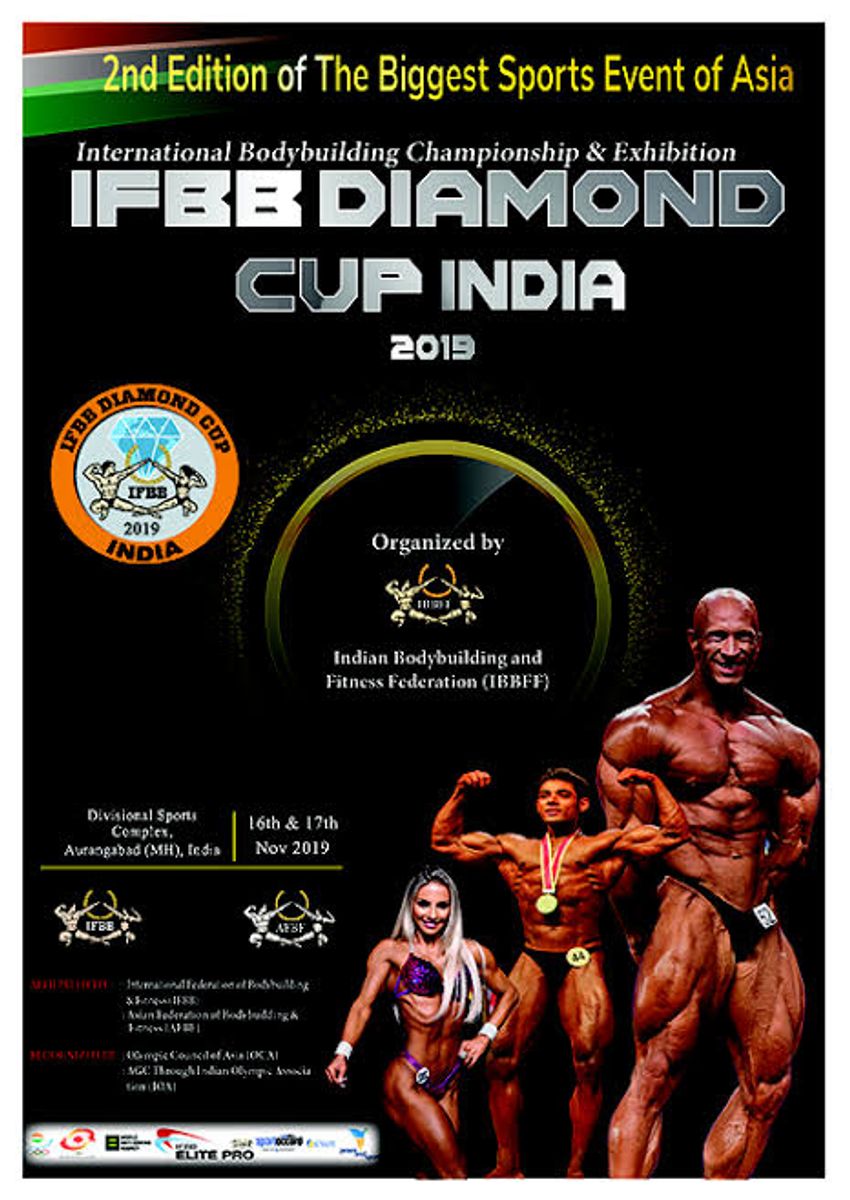 2nd Edition of The Biggest Sports Event of Asia
International Bodybuilding Championship & Exhibition
IFBB DIAMOND
CUP INDIA
2019
IFBB DIAMOND CUP
IFBB
2019
INDIA
Organized by
IBBFF
Indian Bodybuilding and
Fitness Federation (IBBFF)
Divisional Sports
Complex,
Aurangabad (MH), India
16th & 17th
Nov 2019
IFBB
AFBF
: International Federation of Bodybuilding
& Fitness (IFBB)
: Asian Federation of Bodybuilding &
Fitness (AFBF)
: Olympic Council of Asia (OCA)
: AGC Through Indian Olympic Associa
tion (IOA)
44
ELITE PRO